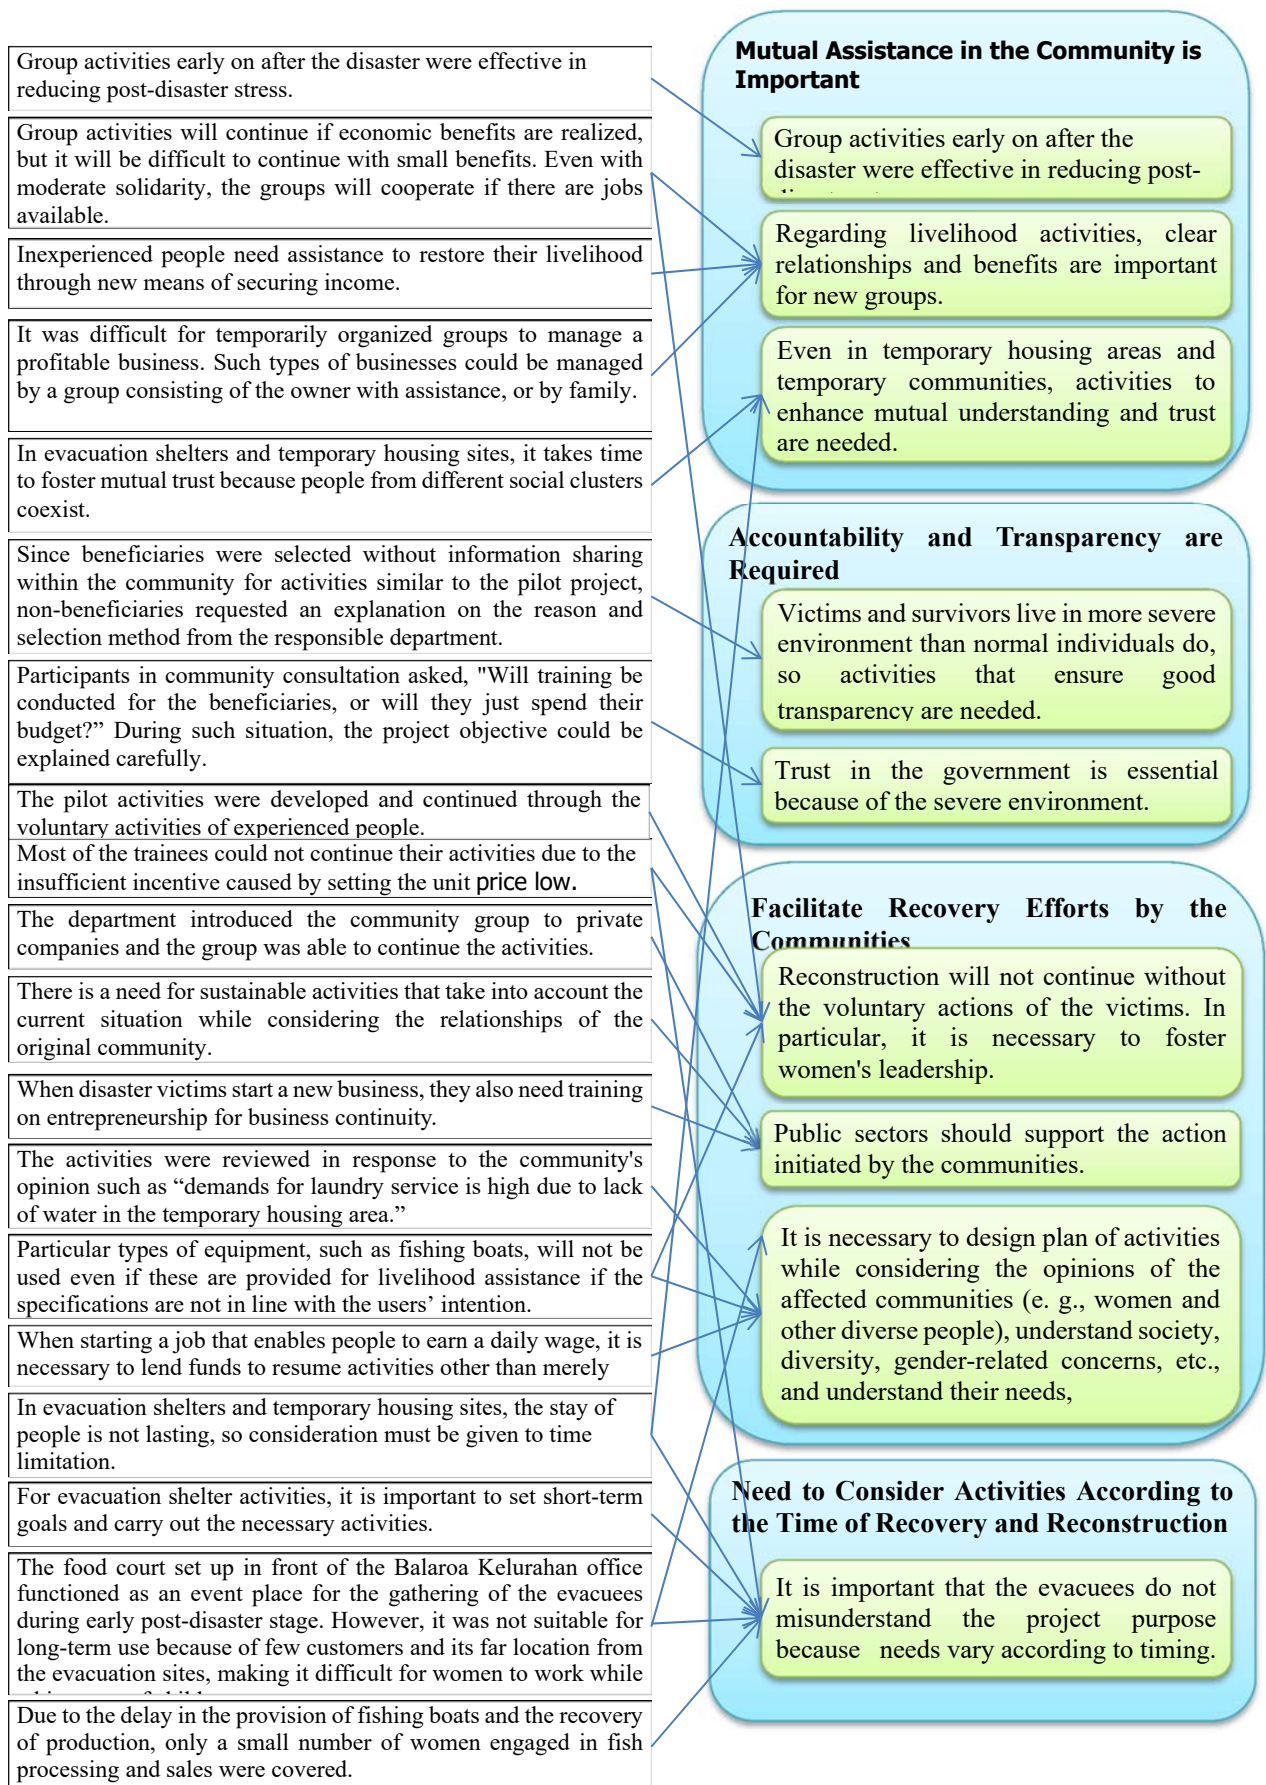 Group activities early on after the disaster were effective in
reducing post-disaster stress.
Group activities will continue if economic benefits are realized,
but it will be difficult to continue with small benefits. Even with
moderate solidarity, the groups will cooperate if there are jobs
available.
Inexperienced people need assistance to restore their livelihood
through new means of securing income.
It was difficult for temporarily organized groups to manage a
profitable business. Such types of businesses could be managed
by a group consisting of the owner with assistance, or by family.
In evacuation shelters and temporary housing sites, it takes time
to foster mutual trust because people from different social clusters
coexist.
Since beneficiaries were selected without information sharing
within the community for activities similar to the pilot project,
non-beneficiaries requested an explanation on the reason and
selection method from the responsible department.
Participants in community consultation asked, "Will training be
conducted for the beneficiaries, or will they just spend their
budget?” During such situation, the project objective could be
explained carefully.
The pilot activities were developed and continued through the
voluntary activities of experienced people.
Most of the trainees could not continue their activities due to the
insufficient incentive caused by setting the unit price low.
The department introduced the community group to private
companies and the group was able to continue the activities.
There is a need for sustainable activities that take into account the
current situation while considering the relationships of the
original community.
When disaster victims start a new business, they also need training
on entrepreneurship for business continuity.
The activities were reviewed in response to the community's
opinion such as “demands for laundry service is high due to lack
of water in the temporary housing area.”
Particular types of equipment, such as fishing boats, will not be
used even if these are provided for livelihood assistance if the
specifications are not in line with the users’ intention.
When starting a job that enables people to earn a daily wage, it is
necessary to lend funds to resume activities other than merely
In evacuation shelters and temporary housing sites, the stay of
people is not lasting, so consideration must be given to time
limitation.
For evacuation shelter activities, it is important to set short-term
goals and carry out the necessary activities.
The food court set up in front of the Balaroa Kelurahan office
functioned as an event place for the gathering of the evacuees
during early post-disaster stage. However, it was not suitable for
long-term use because of few customers and its far location from
the evacuation sites, making it difficult for women to work while
Due to the delay in the provision of fishing boats and the recovery
of production, only a small number of women engaged in fish
processing and sales were covered.
Mutual Assistance in the Community is
Important
Group activities early on after the
disaster were effective in reducing post-
Regarding livelihood activities, clear
relationships and benefits are important
for new groups.
Even in temporary housing areas and
temporary communities, activities to
enhance mutual understanding and trust
are needed.
Accountability and Transparency are
Required
Victims and survivors live in more severe
environment than normal individuals do,
so activities that ensure good
transparency are needed.
Trust in the government is essential
because of the severe environment.
Facilitate Recovery Efforts by the
Communities
Reconstruction will not continue without
the voluntary actions of the victims. In
particular, it is necessary to foster
women's leadership.
Public sectors should support the action
initiated by the communities.
It is necessary to design plan of activities
while considering the opinions of the
affected communities (e. g., women and
other diverse people), understand society,
diversity, gender-related concerns, etc.,
and understand their needs,
Need to Consider Activities According to
the Time of Recovery and Reconstruction
It is important that the evacuees do not
misunderstand the project purpose
because needs vary according to timing.